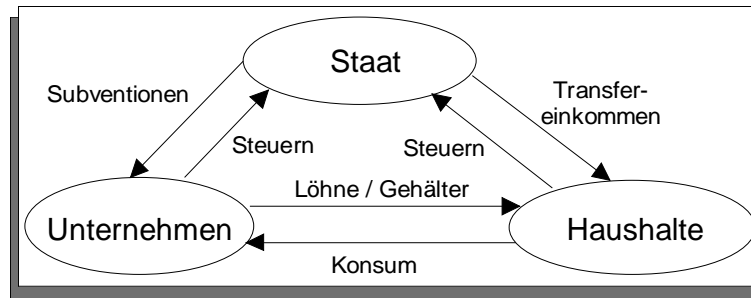 Staat
Subventionen
Transfer-
einkommen
Steuern
Steuern
Löhne / Gehälter
Unternehmen
Haushalte
Konsum